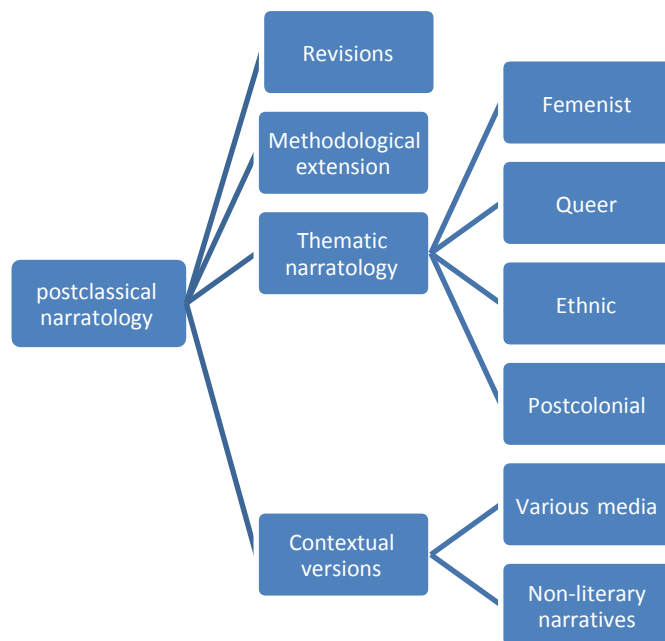 postclassical
narratology
Revisions
Methodological
extension
Thematic
narratology
Femenist
Queer
Ethnic
Postcolonial
Contextual
versions
Various media
Non-literary
narratives